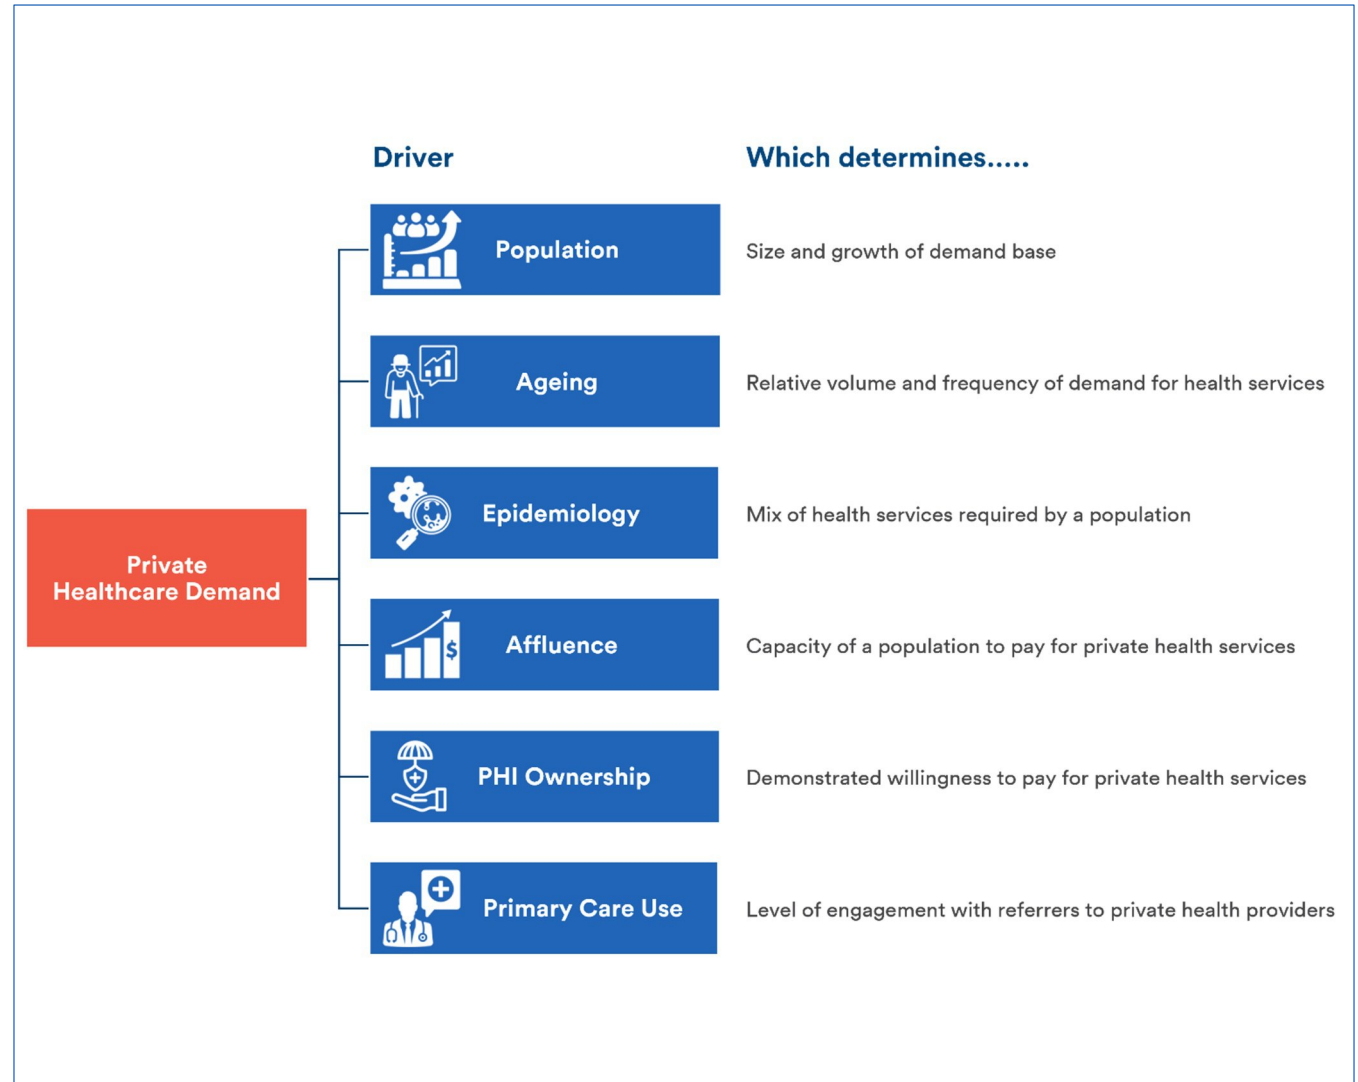 Driver
Which determines.....
Population
Size and growth of demand base
Ageing
Relative volume and frequency of demand for health services
Epidemiology
Mix of health services required by a population
Private
Healthcare Demand
Affluence
$
Capacity of a population to pay for private health services
PHI Ownership
Demonstrated willingness to pay for private health services
Primary Care Use
Level of engagement with referrers to private health providers